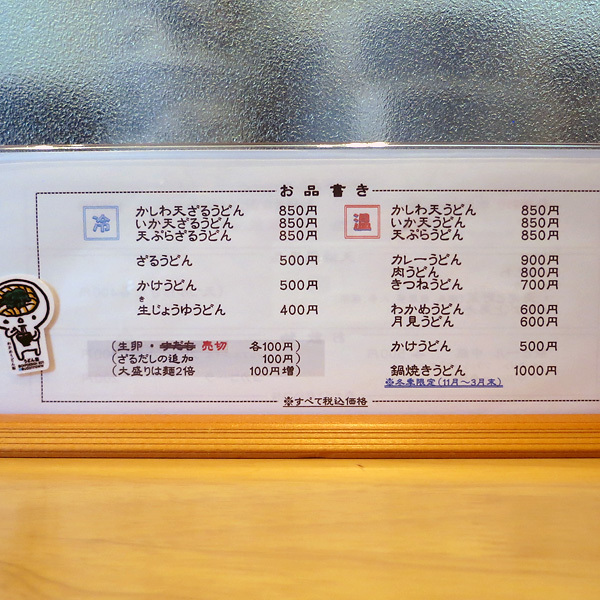 お品書き
冷
かしわ天ざるうどん 850円
いか天ざるうどん 850円
天ぷらざるうどん 850円
ざるうどん 500円
かけうどん 500円
き
生じょうゆうどん 400円
(生卵・すだち 売切 各100円)
(ざるだしの追加 100円)
(大盛りは麺2倍 100円増)
温
かしわ天うどん 850円
いか天うどん 850円
天ぷらうどん 850円
カレーうどん 900円
肉うどん 800円
きつねうどん 700円
わかめうどん 600円
月見うどん 600円
かけうどん 500円
鍋焼きうどん 1000円
※冬季限定(11月～3月末)
※すべて税込価格